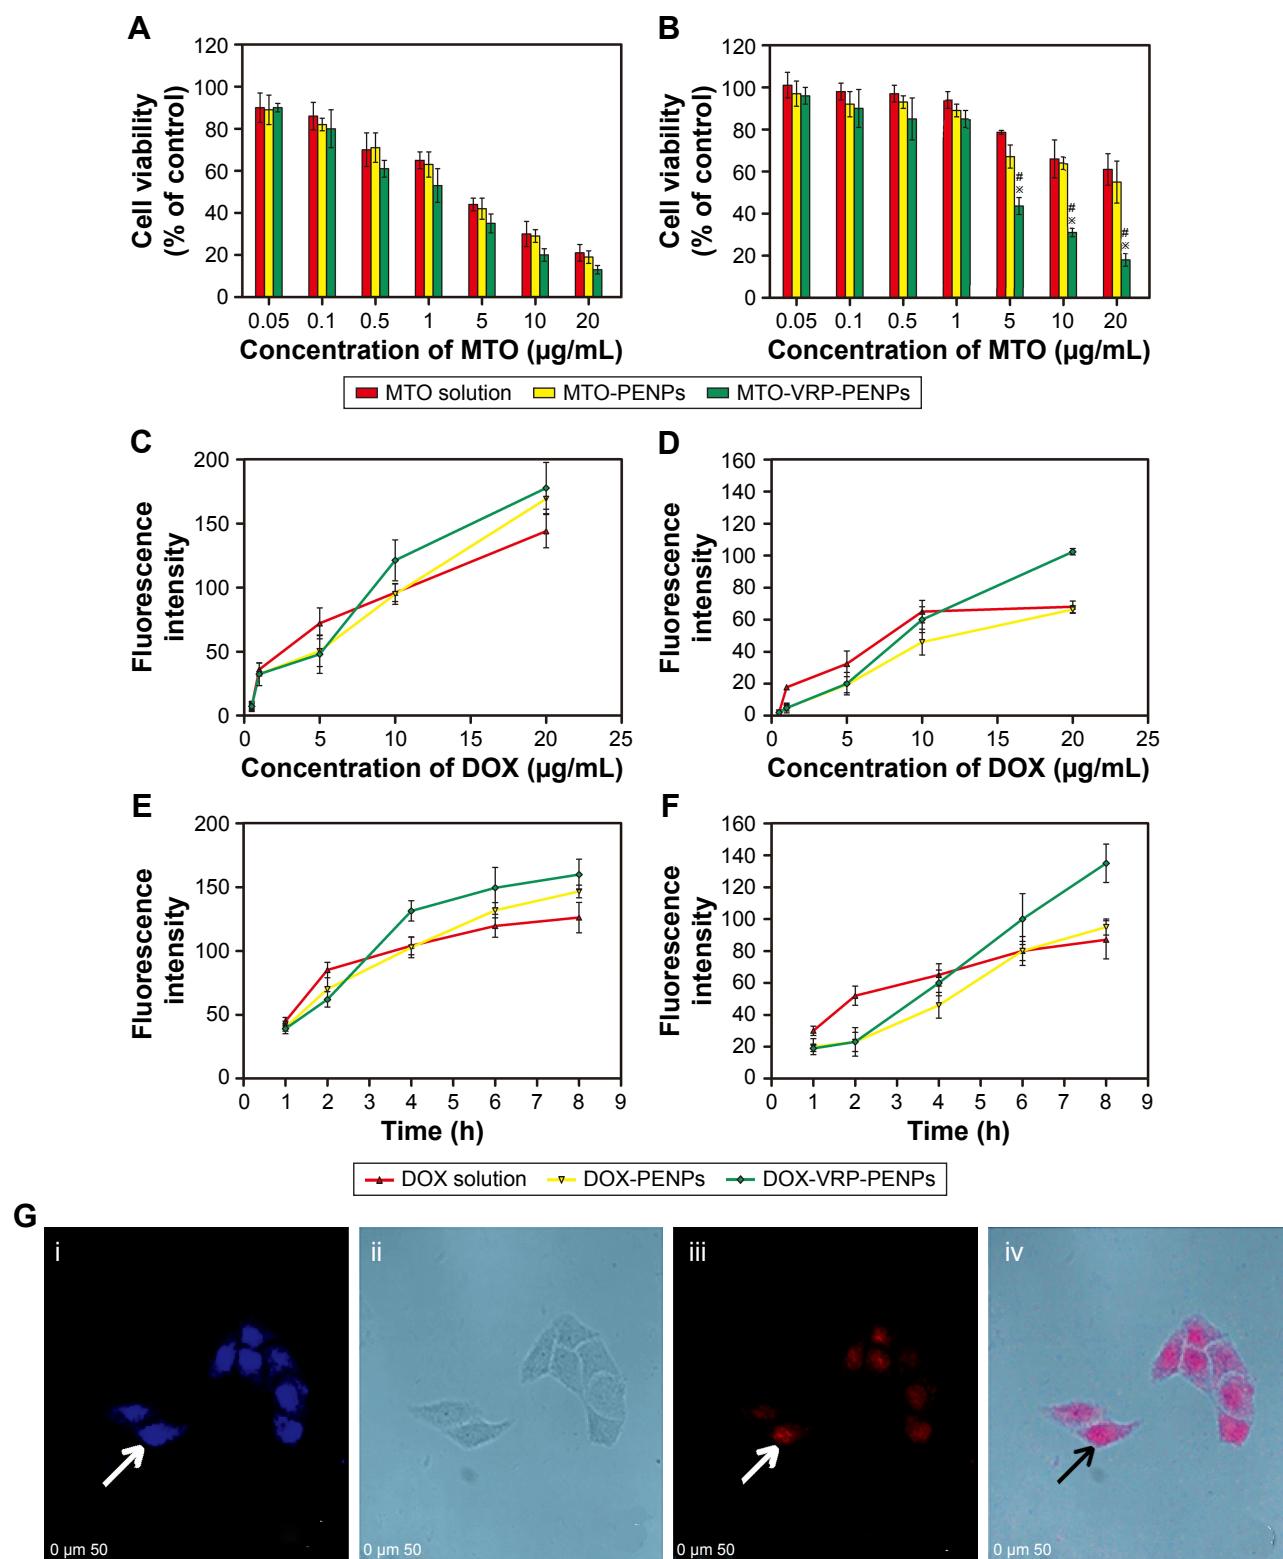 A
B
Cell viability
(% of control)
120
100
80
60
40
20
0
0.05 0.1 0.5 1 5 10 20
Concentration of MTO (µg/mL)
Cell viability
(% of control)
120
100
80
60
40
20
0
# # #
※ ※ ※
0.05 0.1 0.5 1 5 10 20
Concentration of MTO (µg/mL)
MTO solution MTO-PENPs MTO-VRP-PENPs
C
D
Fluorescence
intensity
200
150
100
50
0
0 5 10 15 20 25
Concentration of DOX (µg/mL)
Fluorescence
intensity
160
140
120
100
80
60
40
20
0
0 5 10 15 20 25
Concentration of DOX (µg/mL)
E
F
Fluorescence
intensity
200
150
100
50
0
0 1 2 3 4 5 6 7 8 9
Time (h)
Fluorescence
intensity
160
140
120
100
80
60
40
20
0
0 1 2 3 4 5 6 7 8 9
Time (h)
DOX solution DOX-PENPs DOX-VRP-PENPs
G
i ii iii iv
0 µm 50 0 µm 50 0 µm 50 0 µm 50